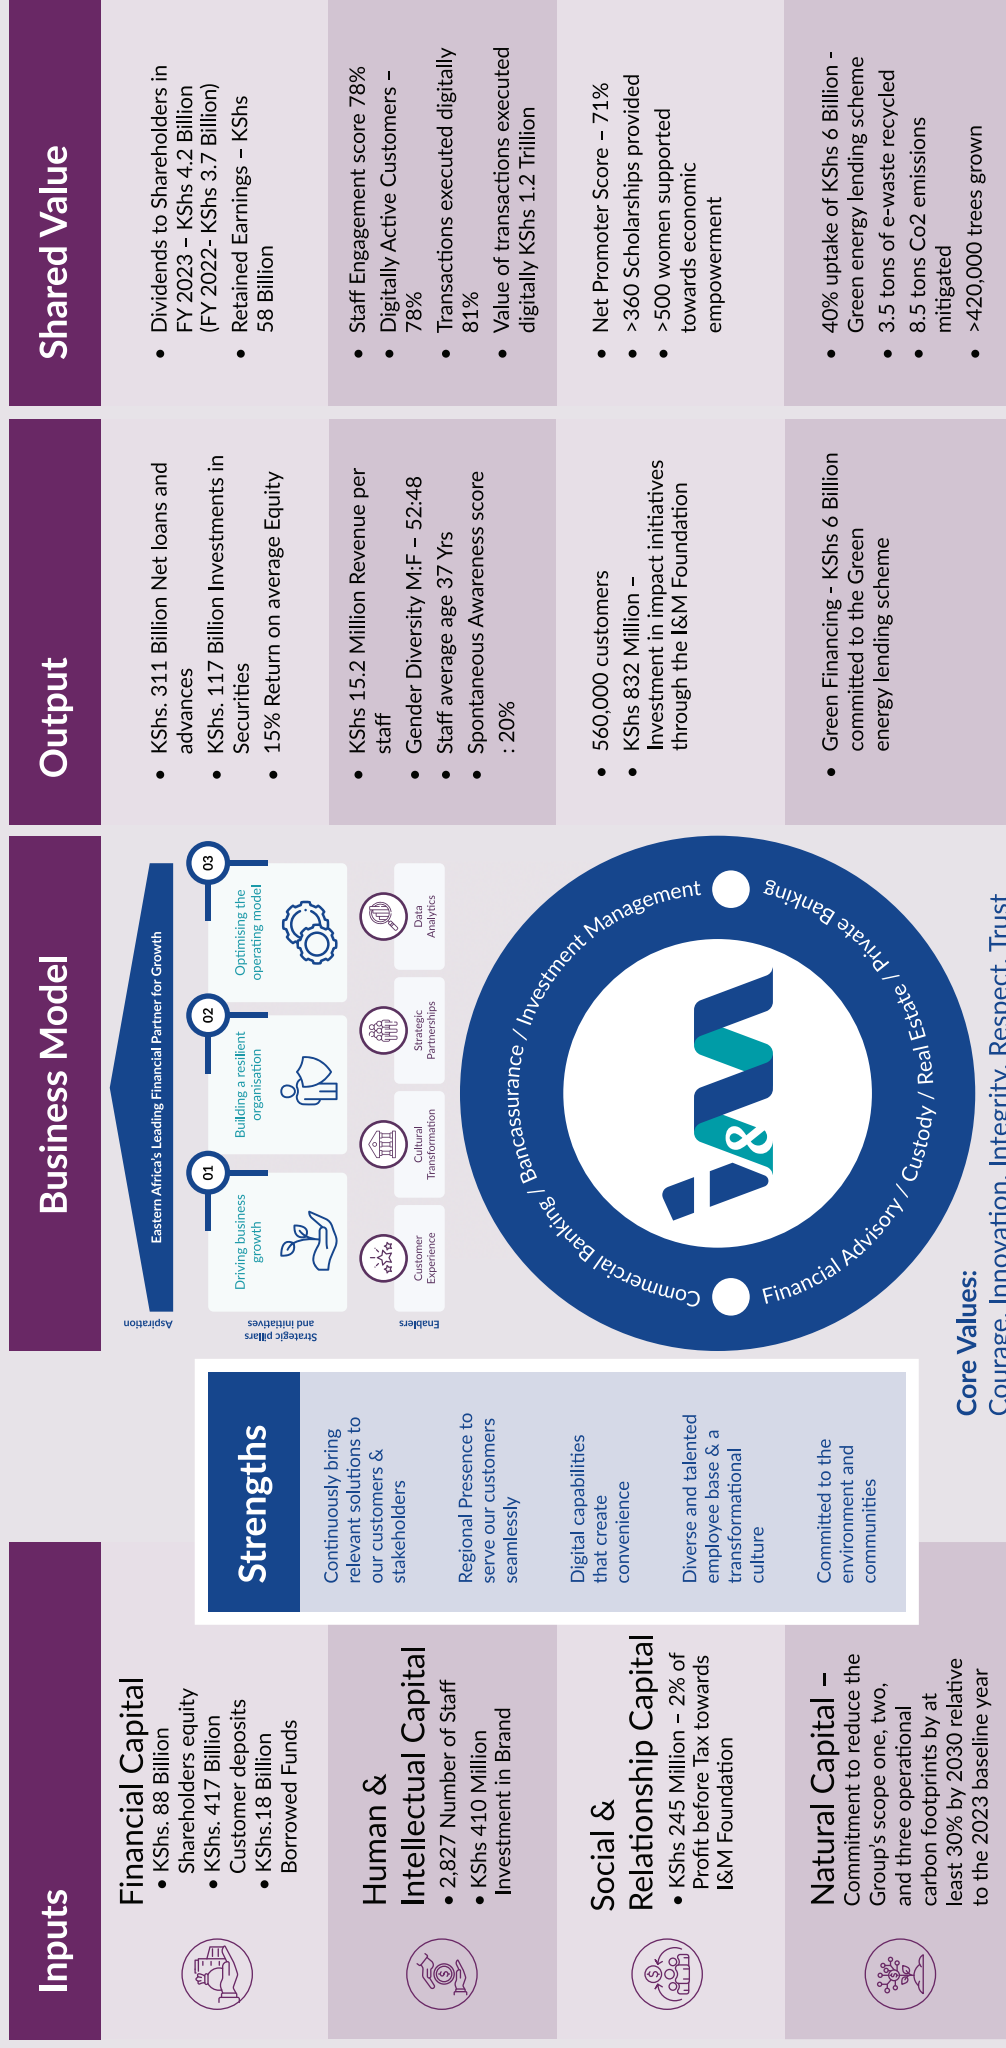 Inputs
Financial Capital
• KShs. 88 Billion
Shareholders equity
• KShs. 417 Billion
Customer deposits
• KShs.18 Billion
Borrowed Funds
Human &
Intellectual Capital
• 2,827 Number of Staff
• KShs 410 Million
Investment in Brand
Social &
Relationship Capital
• KShs 245 Million – 2% of
Profit before Tax towards
I&M Foundation
Natural Capital –
Commitment to reduce the
Group's scope one, two,
and three operational
carbon footprints by at
least 30% by 2030 relative
to the 2023 baseline year
Strengths
Continuously bring
relevant solutions to
our customers &
stakeholders
Regional Presence to
serve our customers
seamlessly
Digital capabilities
that create
convenience
Diverse and talented
employee base & a
transformational
culture
Committed to the
environment and
communities
Business Model
Aspiration
Eastern Africa's Leading Financial Partner for Growth
Strategic pillars
and initiatives
01
Driving business
growth
02
Building a resilient
organisation
03
Optimising the
operating model
Enablers
Customer
Experience
Cultural
Transformation
Strategic
Partnerships
Data
Analytics
Commercial Banking / Bancassurance / Investment Management
Financial Advisory / Custody / Real Estate / Private Banking
I&M
Core Values:
Courage, Innovation, Integrity, Respect, Trust
Output
• KShs. 311 Billion Net loans and
advances
• KShs. 117 Billion Investments in
Securities
• 15% Return on average Equity
• KShs 15.2 Million Revenue per
staff
• Gender Diversity M:F – 52:48
• Staff average age 37 Yrs
• Spontaneous Awareness score
: 20%
• 560,000 customers
• KShs 832 Million –
Investment in impact initiatives
through the I&M Foundation
• Green Financing - KShs 6 Billion
committed to the Green
energy lending scheme
Shared Value
• Dividends to Shareholders in
FY 2023 – KShs 4.2 Billion
(FY 2022- KShs 3.7 Billion)
• Retained Earnings – KShs
58 Billion
• Staff Engagement score 78%
• Digitally Active Customers –
78%
• Transactions executed digitally
81%
• Value of transactions executed
digitally KShs 1.2 Trillion
• Net Promoter Score – 71%
• >360 Scholarships provided
• >500 women supported
towards economic
empowerment
• 40% uptake of KShs 6 Billion -
Green energy lending scheme
• 3.5 tons of e-waste recycled
• 8.5 tons Co2 emissions
mitigated
• >420,000 trees grown